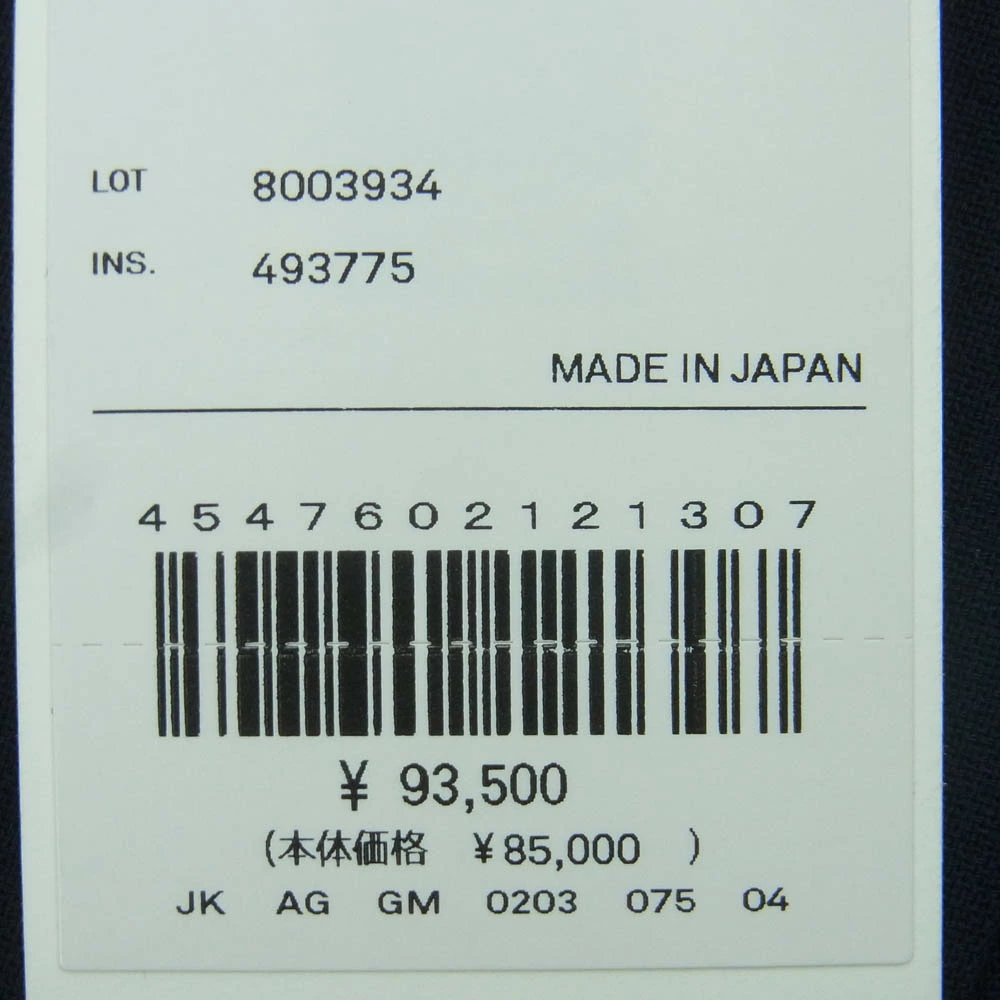 LOT 8003934
INS. 493775
MADE IN JAPAN
4547602121307
¥ 93,500
(本体価格 ¥85,000 )
JK AG GM 0203 075 04